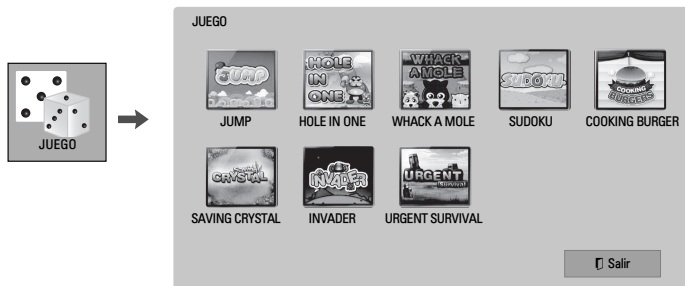 JUEGO
JUEGO
JUMP
HOLE
IN
ONE
WHACK
A MOLE
SUDOKU
COOKING
BURGERS
JUMP HOLE IN ONE WHACK A MOLE SUDOKU COOKING BURGER
CRYSTAL
INVADER
URGENT
Survival
SAVING CRYSTAL INVADER URGENT SURVIVAL
Salir